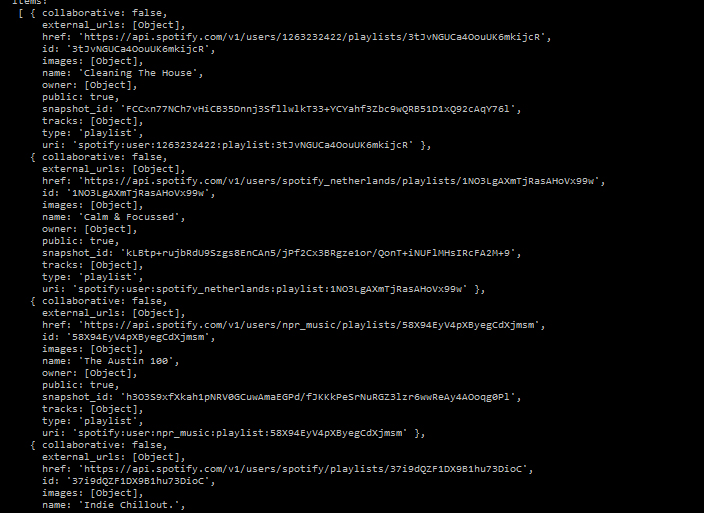 items:
[ { collaborative: false,
external_urls: [Object],
href: 'https://api.spotify.com/v1/users/1263232422/playlists/3tJvNGUCa4OouUK6mkijcR',
id: '3tJvNGUCa4OouUK6mkijcR',
images: [Object],
name: 'Cleaning The House',
owner: [Object],
public: true,
snapshot_id: 'FCCxn77NCh7vHiCB35Dnnj3SfllwlkT33+YCYahf3Zbc9wQRB51D1xQ92cAqY76l',
tracks: [Object],
type: 'playlist',
uri: 'spotify:user:1263232422:playlist:3tJvNGUCa4OouUK6mkijcR' },
{ collaborative: false,
external_urls: [Object],
href: 'https://api.spotify.com/v1/users/spotify_netherlands/playlists/1NO3LgAXmTjRasAHoVx99w',
id: '1NO3LgAXmTjRasAHoVx99w',
images: [Object],
name: 'Calm & Focussed',
owner: [Object],
public: true,
snapshot_id: 'kLBtp+rujbRdU9Szgs8EnCAn5/jPf2Cx3BRgze1or/QonT+iNUFlMHsIRcFA2M+9',
tracks: [Object],
type: 'playlist',
uri: 'spotify:user:spotify_netherlands:playlist:1NO3LgAXmTjRasAHoVx99w' },
{ collaborative: false,
external_urls: [Object],
href: 'https://api.spotify.com/v1/users/npr_music/playlists/58X94EyV4pXByegCdXjmsm',
id: '58X94EyV4pXByegCdXjmsm',
images: [Object],
name: 'The Austin 100',
owner: [Object],
public: true,
snapshot_id: 'h3O3S9xfXkah1pNRV0GCuwAmaEGPd/fJKKkPeSrNuRGZ3lzr6wwReAy4AOoqg0Pl',
tracks: [Object],
type: 'playlist',
uri: 'spotify:user:npr_music:playlist:58X94EyV4pXByegCdXjmsm' },
{ collaborative: false,
external_urls: [Object],
href: 'https://api.spotify.com/v1/users/spotify/playlists/37i9dQZF1DX9B1hu73DioC',
id: '37i9dQZF1DX9B1hu73DioC',
images: [Object],
name: 'Indie Chillout.',